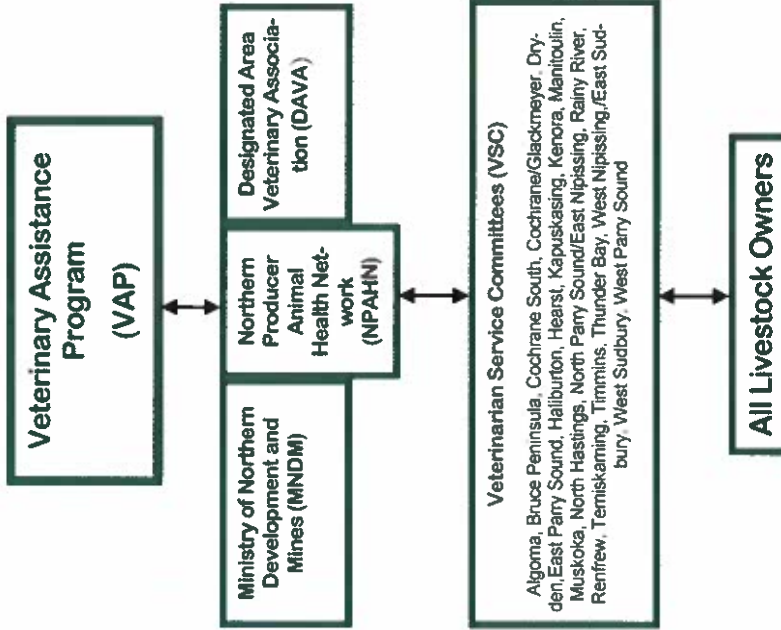 Veterinary Assistance
Program
(VAP)
Ministry of Northern
Development and
Mines (MNDM)
Northern
Producer
Animal
Health Net-
work
(NPAHN)
Designated Area
Veterinary Associa-
tion (DAVA)
Veterinarian Service Committees (VSC)
Algoma, Bruce Peninsula, Cochrane South, Cochrane/Glackmeyer, Dry-
den,East Parry Sound, Haliburton, Hearst, Kapuskasing, Kenora, Manitoulin,
Muskoka, North Hastings, North Parry Sound/East Nipissing, Rainy River,
Renfrew, Temiskaming, Timmins, Thunder Bay, West Nipissing,/East Sud-
bury, West Sudbury, West Parry Sound
All Livestock Owners